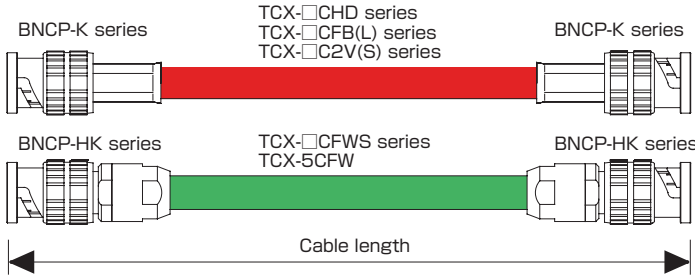 TCX-□CHD series
BNCP-K series TCX-□CFB(L) series BNCP-K series
TCX-□C2V(S) series
BNCP-HK series TCX-□CFWS series BNCP-HK series
TCX-5CFW
Cable length